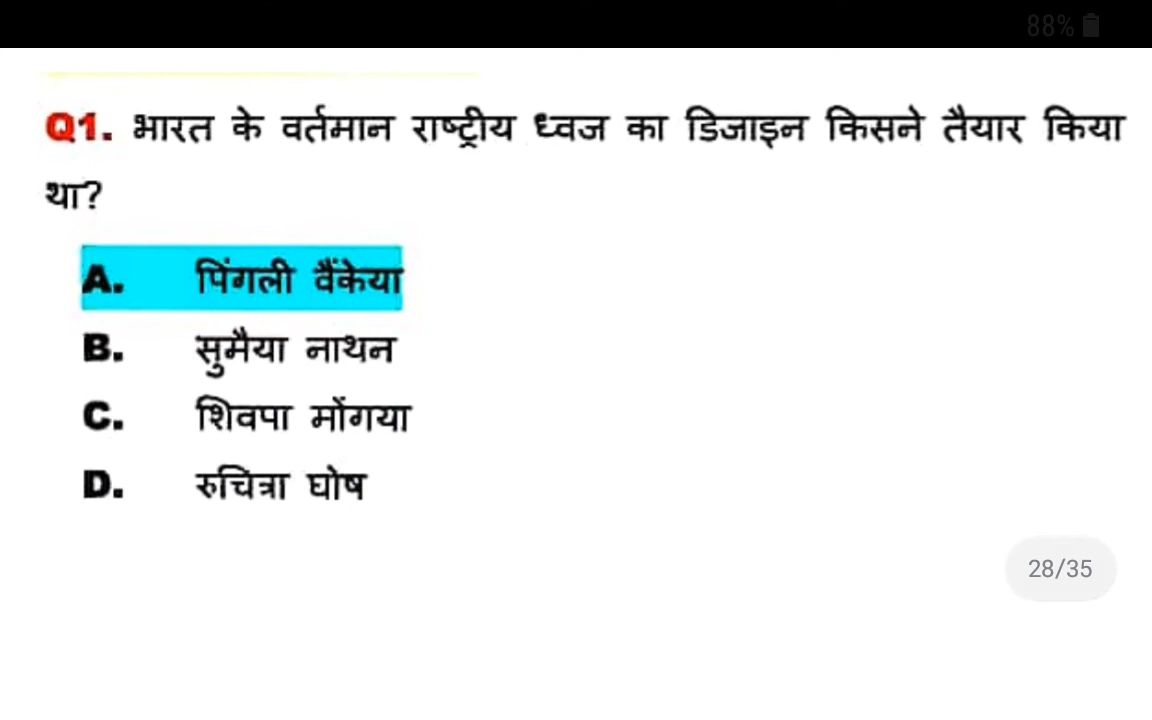 88%
Q1. भारत के वर्तमान राष्ट्रीय ध्वज का डिजाइन किसने तैयार किया
था?
A. पिंगली वैंकेया
B. सुमैया नाथन
C. शिवपा मोंगया
D. रुचित्रा घोष
28/35